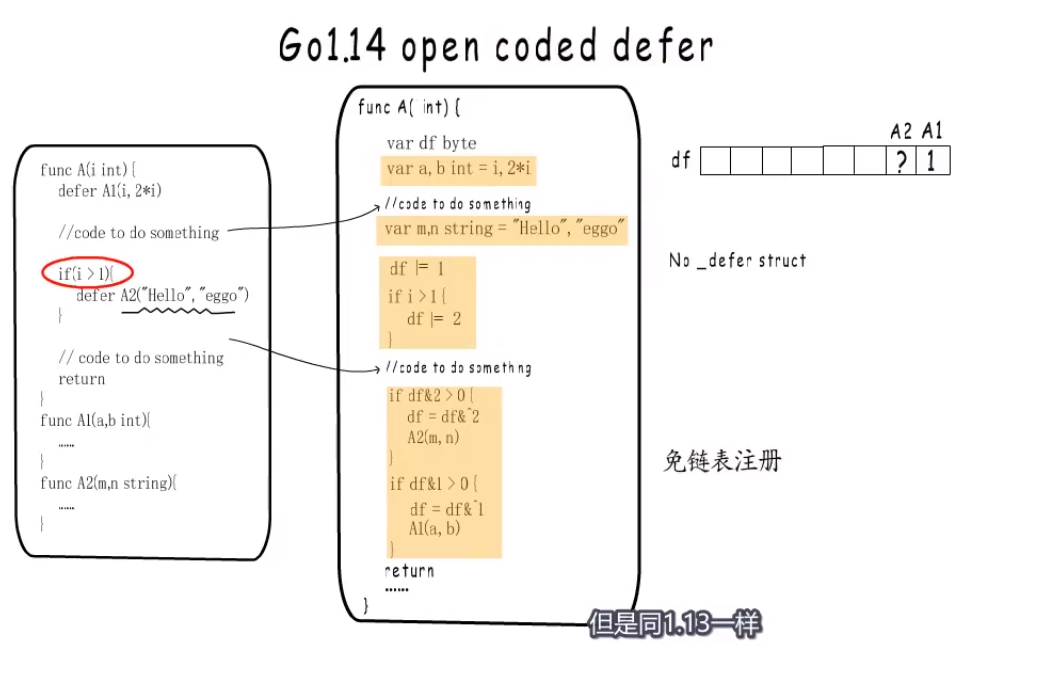 Go1.14 open coded defer
func A(i int) {
defer A1(i, 2*i)
//code to do something
if(i > 1){
defer A2("Hello", "eggo")
}
// code to do something
return
}
func A1(a,b int){
......
}
func A2(m,n string){
......
}
func A( int) {
var df byte
var a, b int = i, 2*i
//code to do something
var m,n string = "Hello", "eggo"
df |= 1
if i > 1 {
df |= 2
}
//code to do something
if df&2 > 0 {
df = df&^2
A2(m, n)
}
if df&1 > 0 {
df = df&^1
A1(a, b)
}
return
......
}
A2 A1
df ? 1
No _defer struct
免链表注册
但是同1.13一样